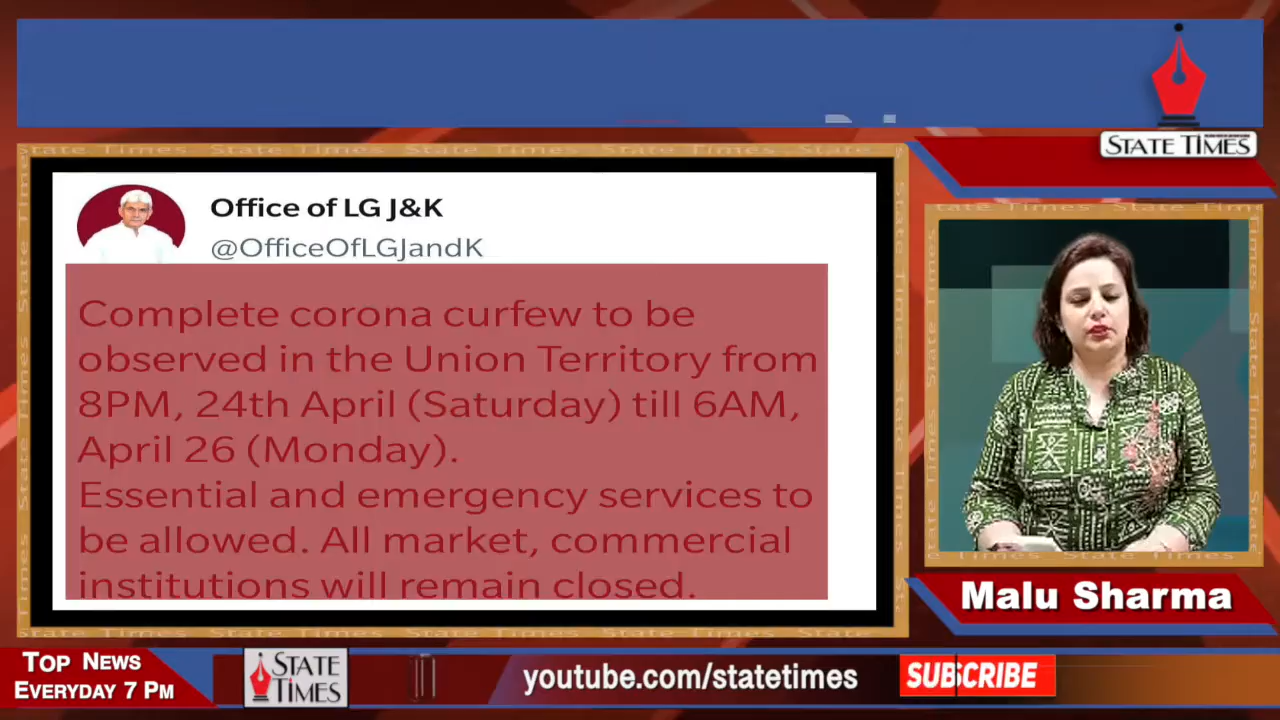 STATE TIMES
Office of LG J&K
@OfficeOfLGJandK
Complete corona curfew to be
observed in the Union Territory from
8PM, 24th April (Saturday) till 6AM,
April 26 (Monday).
Essential and emergency services to
be allowed. All market, commercial
institutions will remain closed.
Malu Sharma
TOP NEWS
EVERYDAY 7 PM
STATE
TIMES
youtube.com/statetimes
SUBSCRIBE